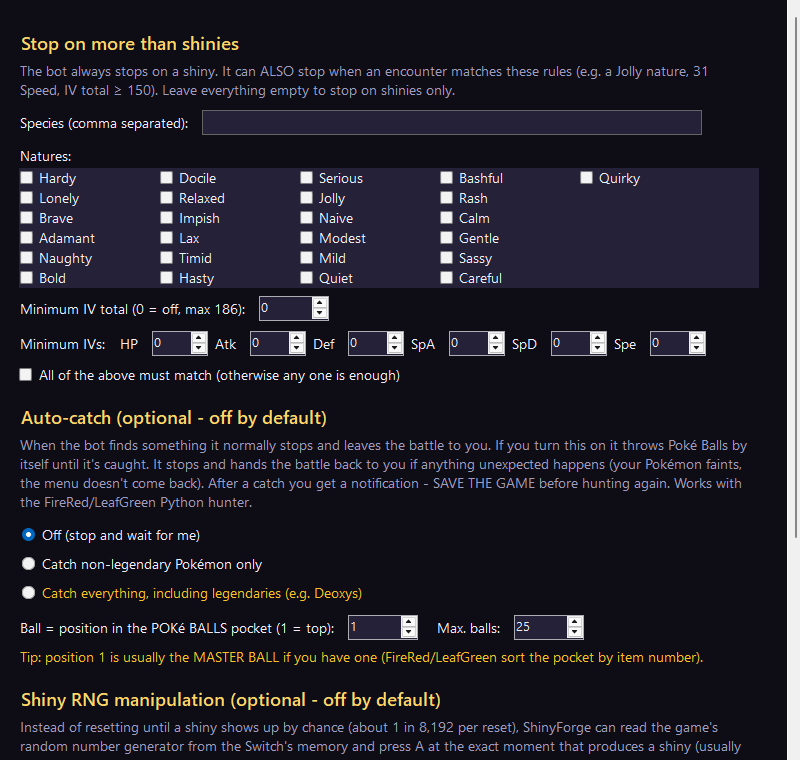 Stop on more than shinies
The bot always stops on a shiny. It can ALSO stop when an encounter matches these rules (e.g. a Jolly nature, 31
Speed, IV total ≥ 150). Leave everything empty to stop on shinies only.
Species (comma separated):
Natures:
Hardy Docile Serious Bashful Quirky
Lonely Relaxed Jolly Rash
Brave Impish Naive Calm
Adamant Lax Modest Gentle
Naughty Timid Mild Sassy
Bold Hasty Quiet Careful
Minimum IV total (0 = off, max 186): 0
Minimum IVs: HP 0 Atk 0 Def 0 SpA 0 SpD 0 Spe 0
All of the above must match (otherwise any one is enough)
Auto-catch (optional - off by default)
When the bot finds something it normally stops and leaves the battle to you. If you turn this on it throws Poké Balls by
itself until it's caught. It stops and hands the battle back to you if anything unexpected happens (your Pokémon faints,
the menu doesn't come back). After a catch you get a notification - SAVE THE GAME before hunting again. Works with
the FireRed/LeafGreen Python hunter.
Off (stop and wait for me)
Catch non-legendary Pokémon only
Catch everything, including legendaries (e.g. Deoxys)
Ball = position in the POKé BALLS pocket (1 = top): 1 Max. balls: 25
Tip: position 1 is usually the MASTER BALL if you have one (FireRed/LeafGreen sort the pocket by item number).
Shiny RNG manipulation (optional - off by default)
Instead of resetting until a shiny shows up by chance (about 1 in 8,192 per reset), ShinyForge can read the game's
random number generator from the Switch's memory and press A at the exact moment that produces a shiny (usually